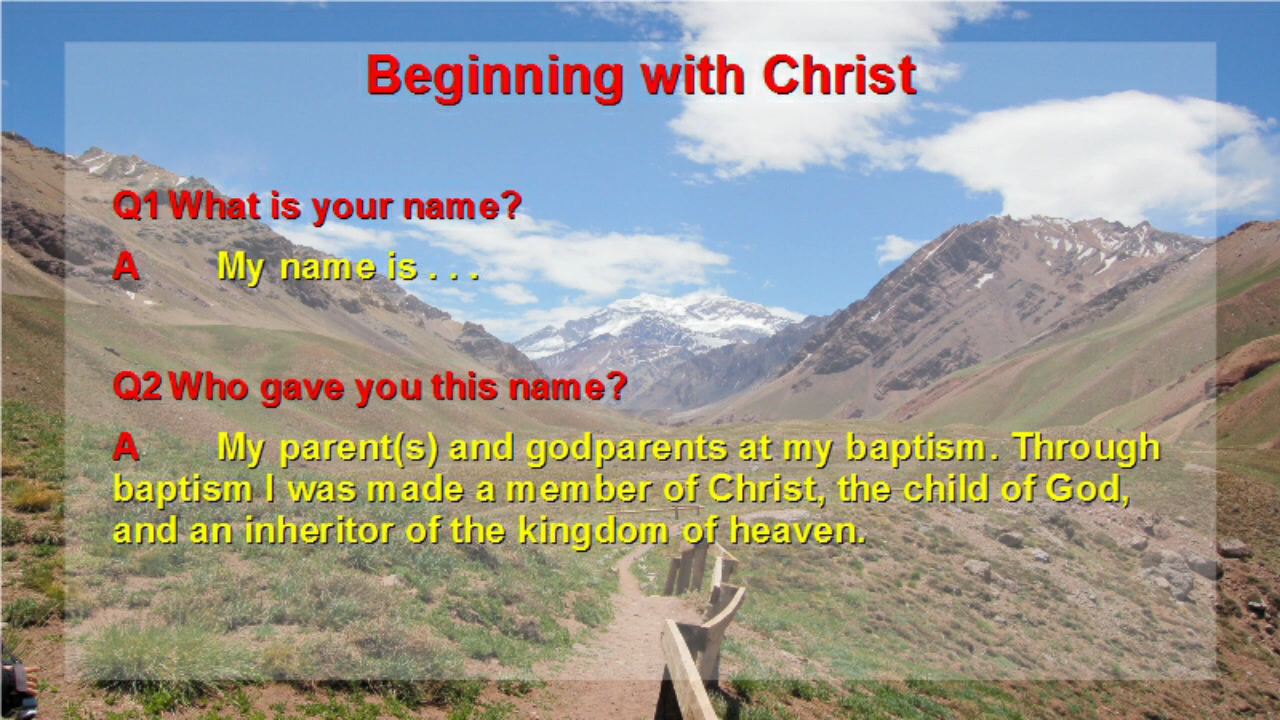 Beginning with Christ
Q1 What is your name?
A My name is . . .
Q2 Who gave you this name?
A My parent(s) and godparents at my baptism. Through
baptism I was made a member of Christ, the child of God,
and an inheritor of the kingdom of heaven.